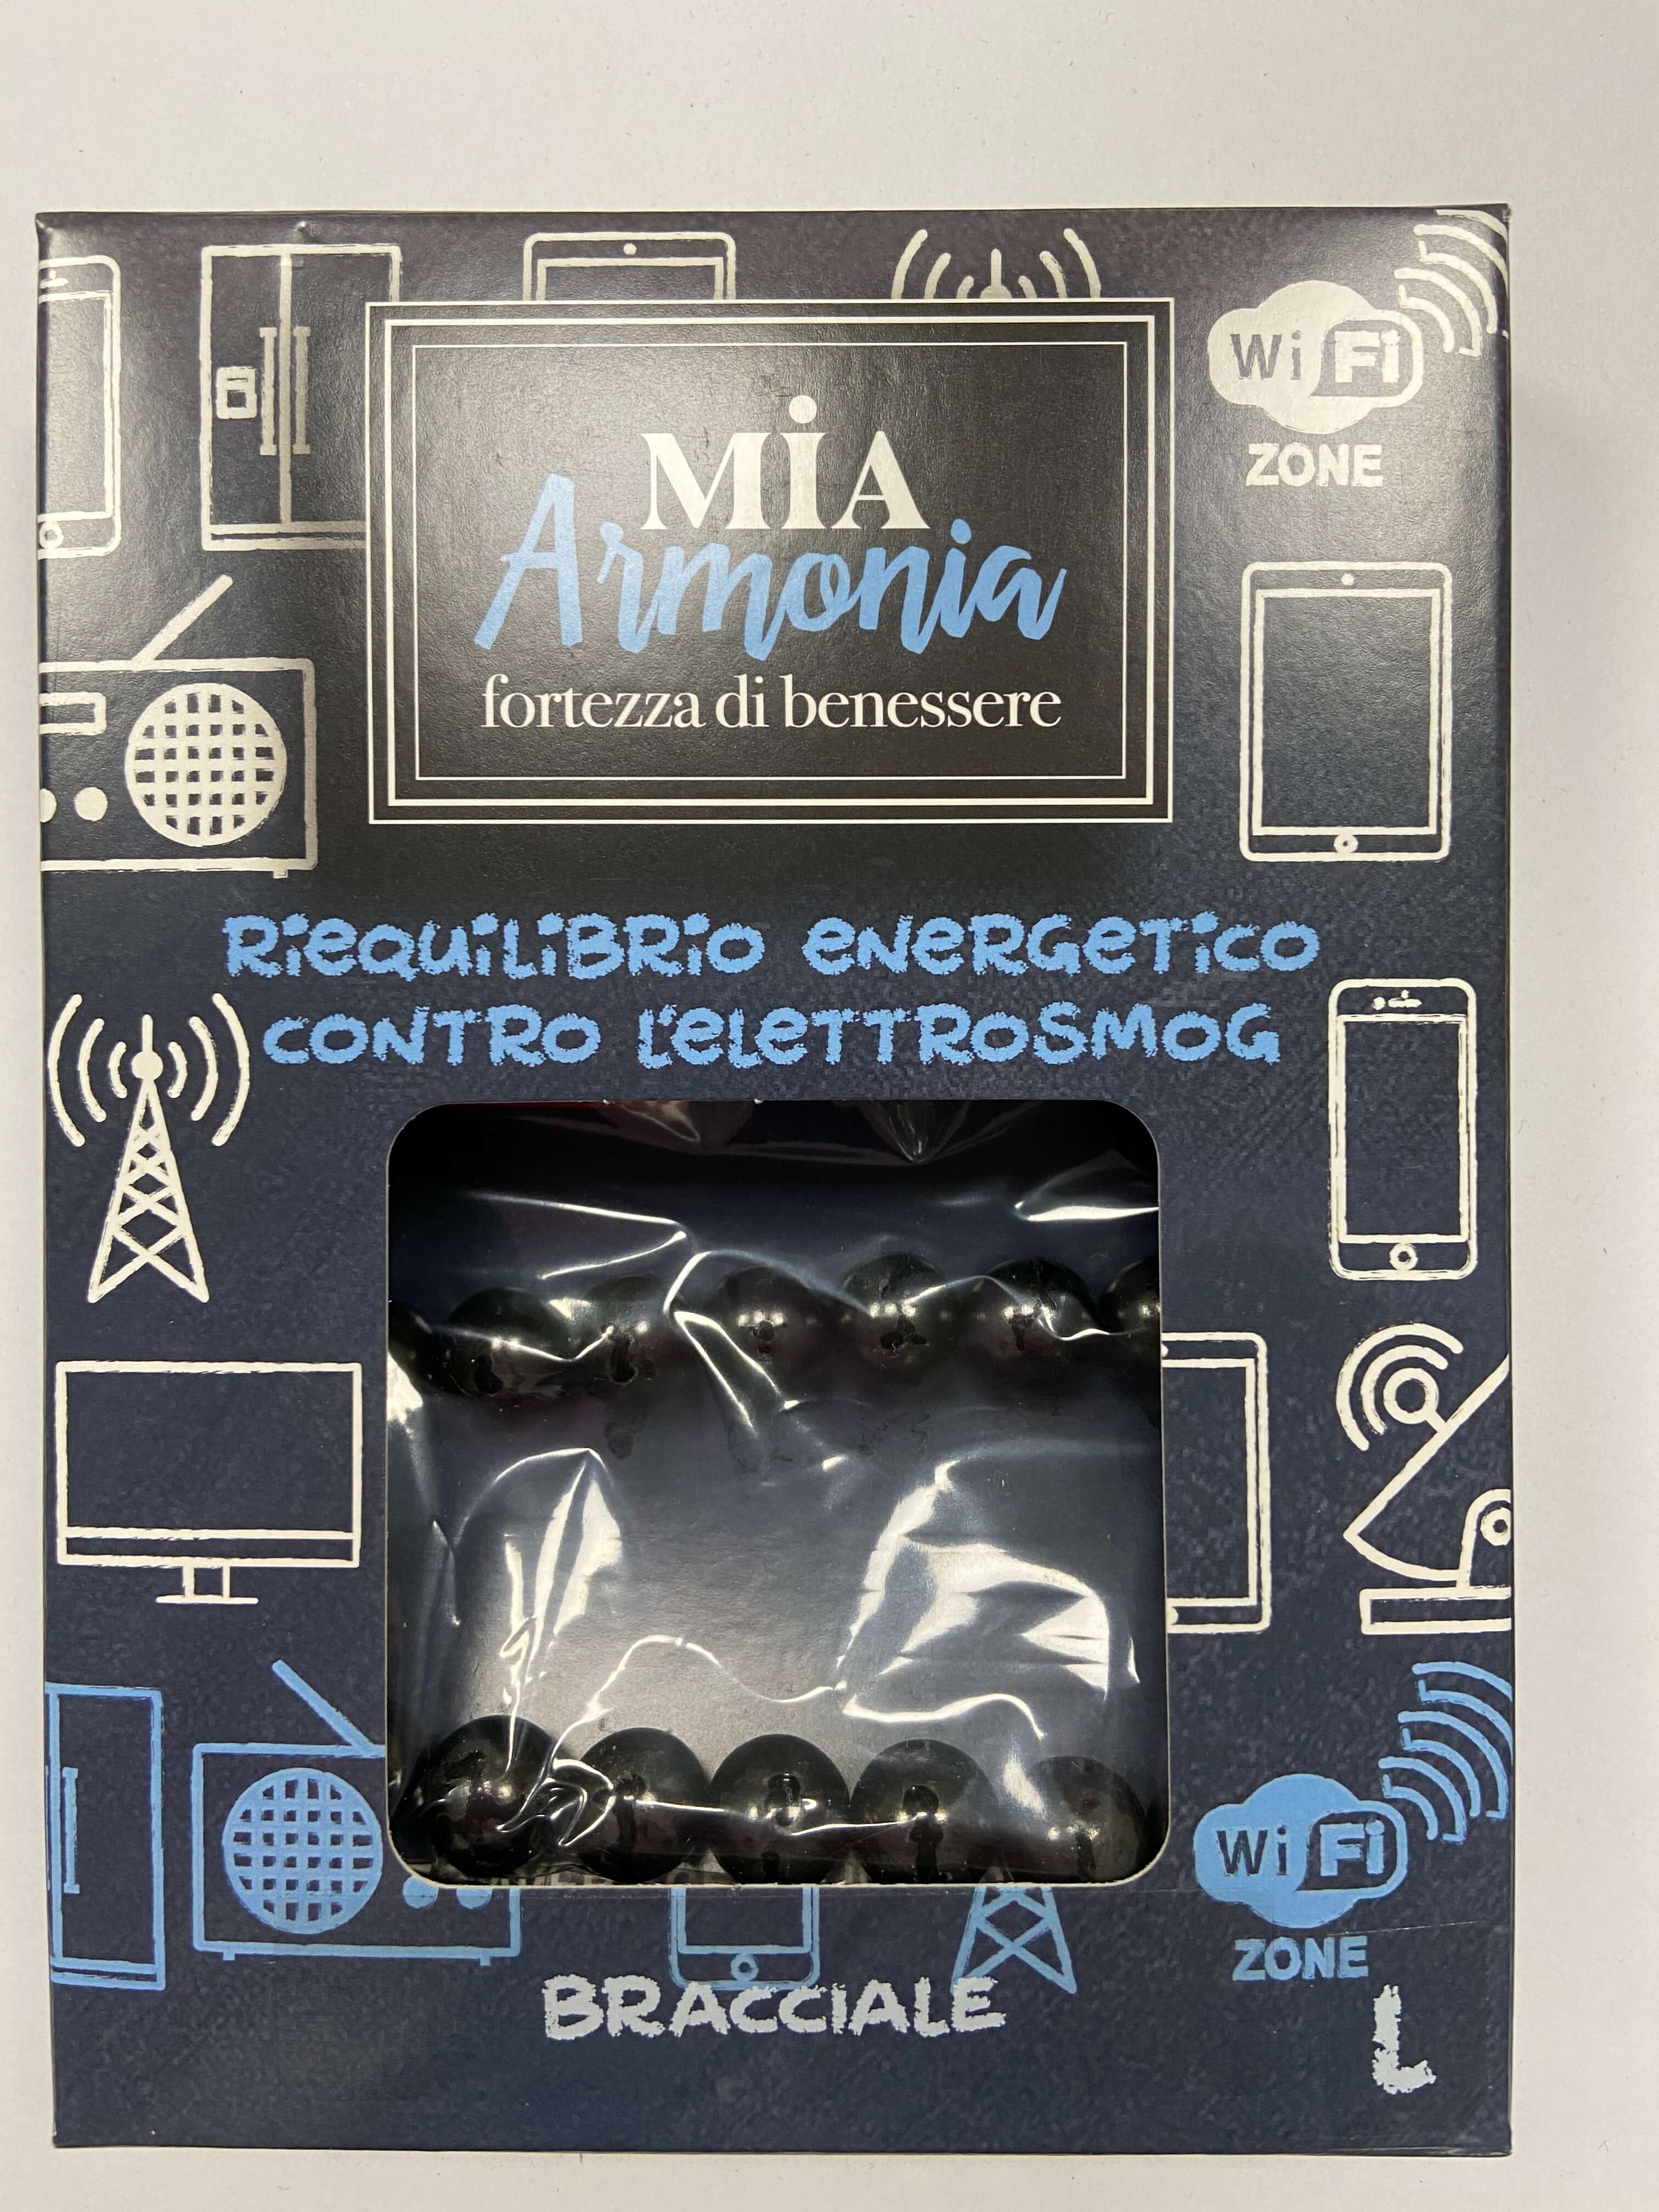 Wi Fi
ZONE
MiA
Armonia
fortezza di benessere
RIEQUILIBRIO ENERGETICO
CONTRO L'ELETTROSMOG
Wi Fi
ZONE
BRACCIALE
L